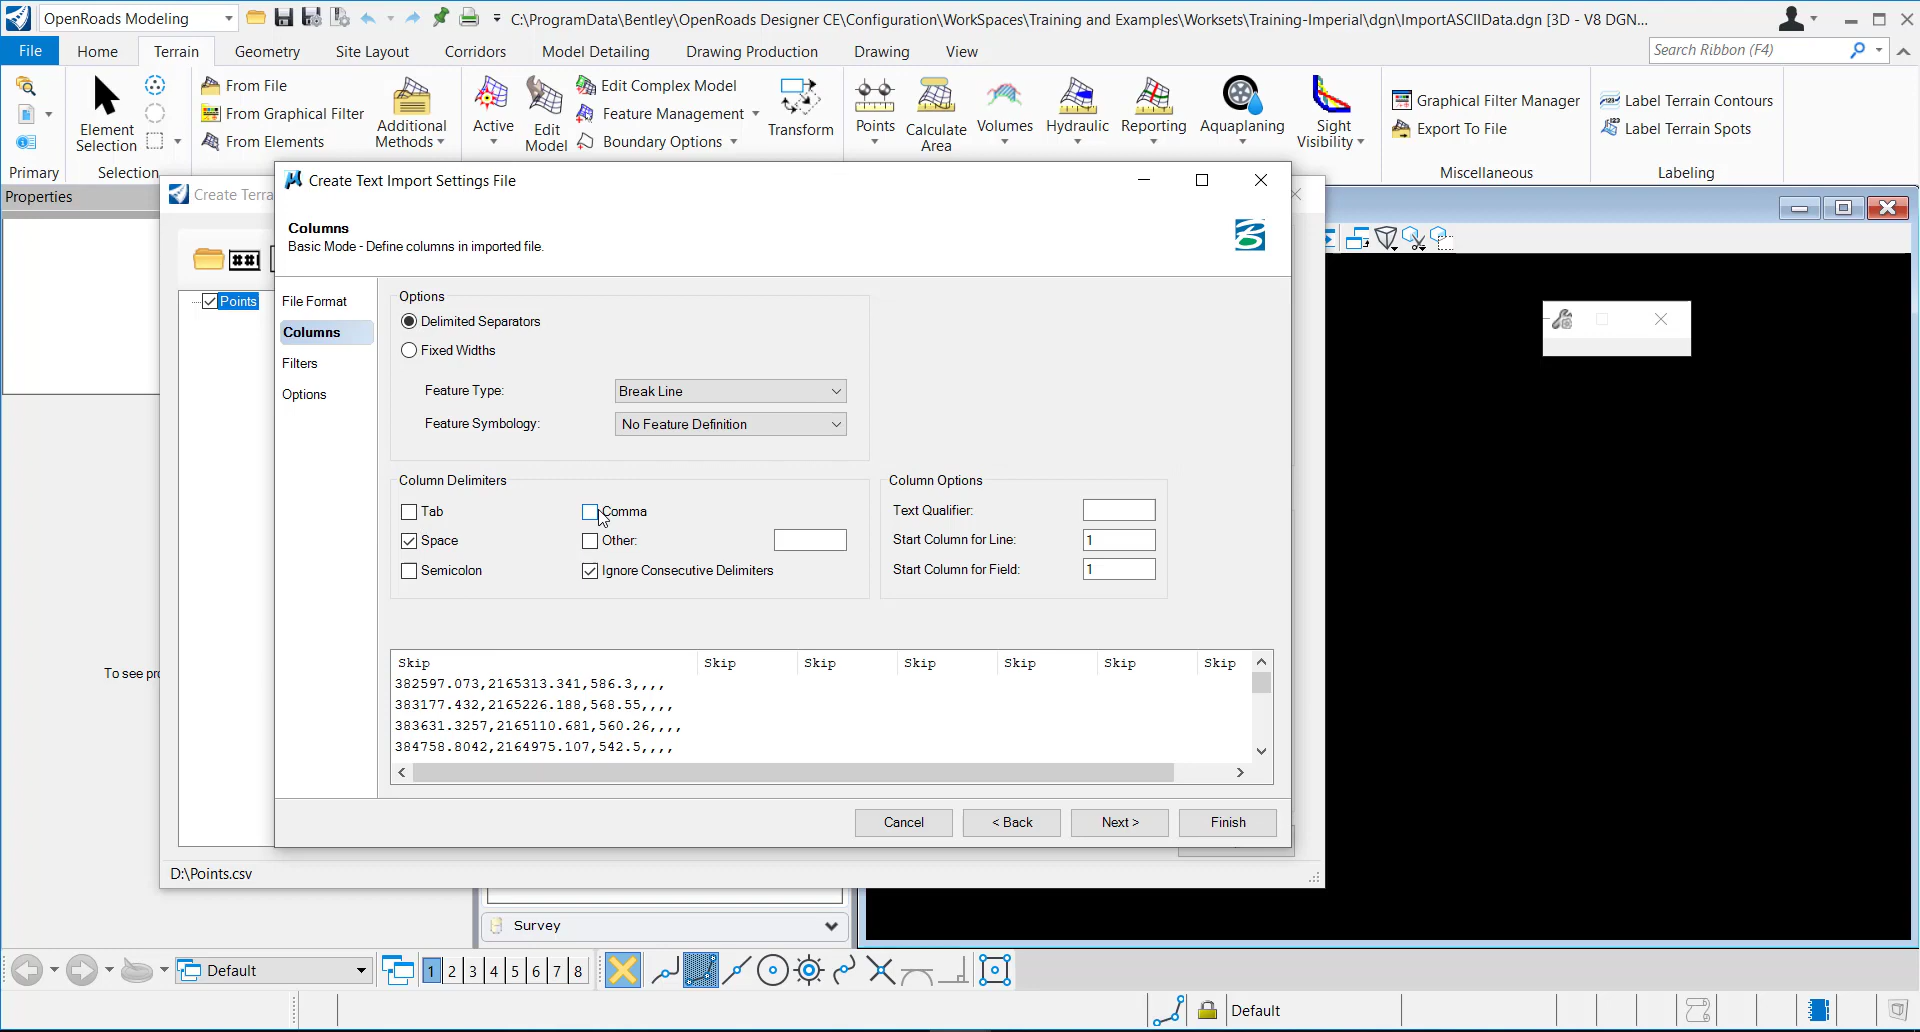 OpenRoads Modeling
C:\ProgramData\Bentley\OpenRoads Designer CE\Configuration\WorkSpaces\Training and Examples\Worksets\Training-Imperial\dgn\ImportASCIIData.dgn [3D - V8 DGN...
File Home Terrain Geometry Site Layout Corridors Model Detailing Drawing Production Drawing View
Search Ribbon (F4)
Element
Selection
From File
From Graphical Filter
From Elements
Additional
Methods
Active
Edit
Model
Edit Complex Model
Feature Management
Boundary Options
Transform
Points
Calculate
Area
Volumes
Hydraulic
Reporting
Aquaplaning
Sight
Visibility
Graphical Filter Manager
Export To File
Label Terrain Contours
Label Terrain Spots
Primary
Selection
Miscellaneous
Labeling
Properties
Create Terra
Create Text Import Settings File
Columns
Basic Mode - Define columns in imported file.
Points
File Format
Columns
Filters
Options
Options
Delimited Separators
Fixed Widths
Feature Type: Break Line
Feature Symbology: No Feature Definition
Column Delimiters
Tab
Comma
Space
Other:
Semicolon
Ignore Consecutive Delimiters
Column Options
Text Qualifier:
Start Column for Line: 1
Start Column for Field: 1
Skip Skip Skip Skip Skip Skip Skip
382597.073,2165313.341,586.3,,,,
383177.432,2165226.188,568.55,,,,
383631.3257,2165110.681,560.26,,,,
384758.8042,2164975.107,542.5,,,,
To see pro
Cancel < Back Next > Finish
D:\Points.csv
Survey
Default
1 2 3 4 5 6 7 8
Default